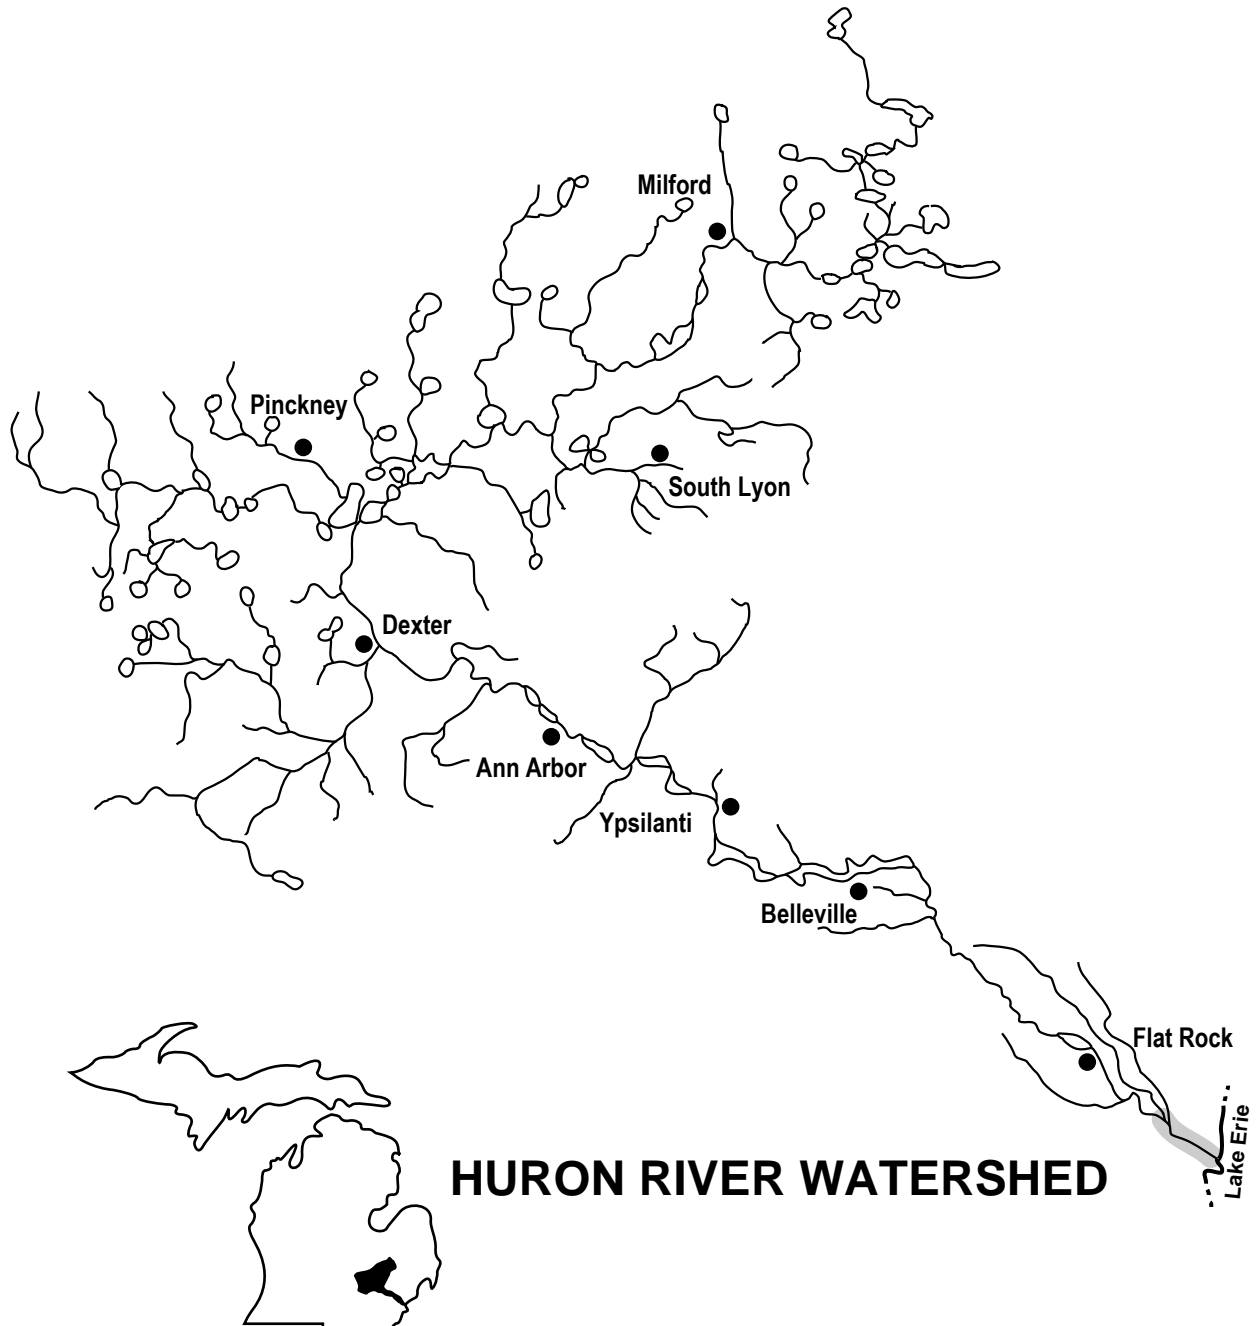 Milford
Pinckney
South Lyon
Dexter
Ann Arbor
Ypsilanti
Belleville
Flat Rock
Lake Erie
HURON RIVER WATERSHED